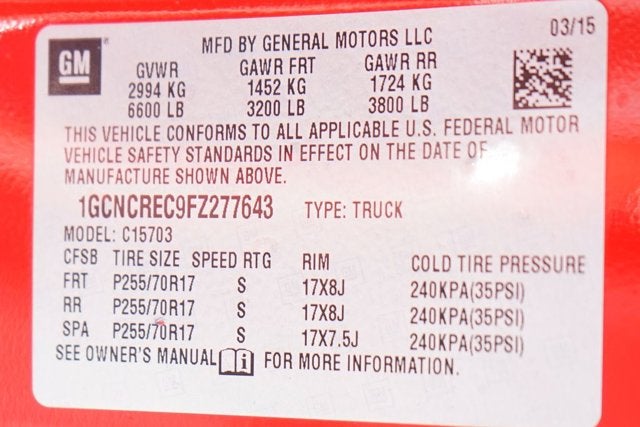 GM
MFD BY GENERAL MOTORS LLC 03/15
GVWR GAWR FRT GAWR RR
2994 KG 1452 KG 1724 KG
6600 LB 3200 LB 3800 LB
THIS VEHICLE CONFORMS TO ALL APPLICABLE U.S. FEDERAL MOTOR
VEHICLE SAFETY STANDARDS IN EFFECT ON THE DATE OF
MANUFACTURE SHOWN ABOVE.
1GCNCREC9FZ277643 TYPE: TRUCK
MODEL: C15703
CFSB TIRE SIZE SPEED RTG RIM COLD TIRE PRESSURE
FRT P255/70R17 S 17X8J 240KPA(35PSI)
RR P255/70R17 S 17X8J 240KPA(35PSI)
SPA P255/70R17 S 17X7.5J 240KPA(35PSI)
SEE OWNER'S MANUAL i FOR MORE INFORMATION.